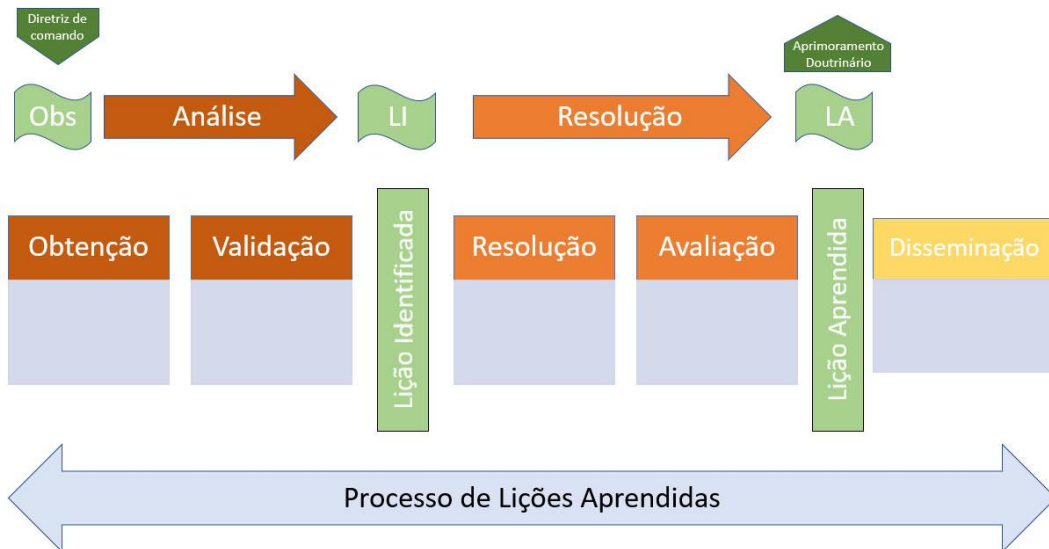 Diretriz de
comando
Aprimoramento
Doutrinário
Obs
Análise
LI
Resolução
LA
Obtenção
Validação
Lição Identificada
Resolução
Avaliação
Lição Aprendida
Disseminação
Processo de Lições Aprendidas